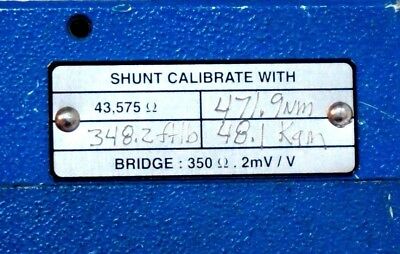 SHUNT CALIBRATE WITH
43,575 Ω 471.9Nm
348.2ftlb 48.1 Kgm
BRIDGE : 350 Ω . 2mV / V